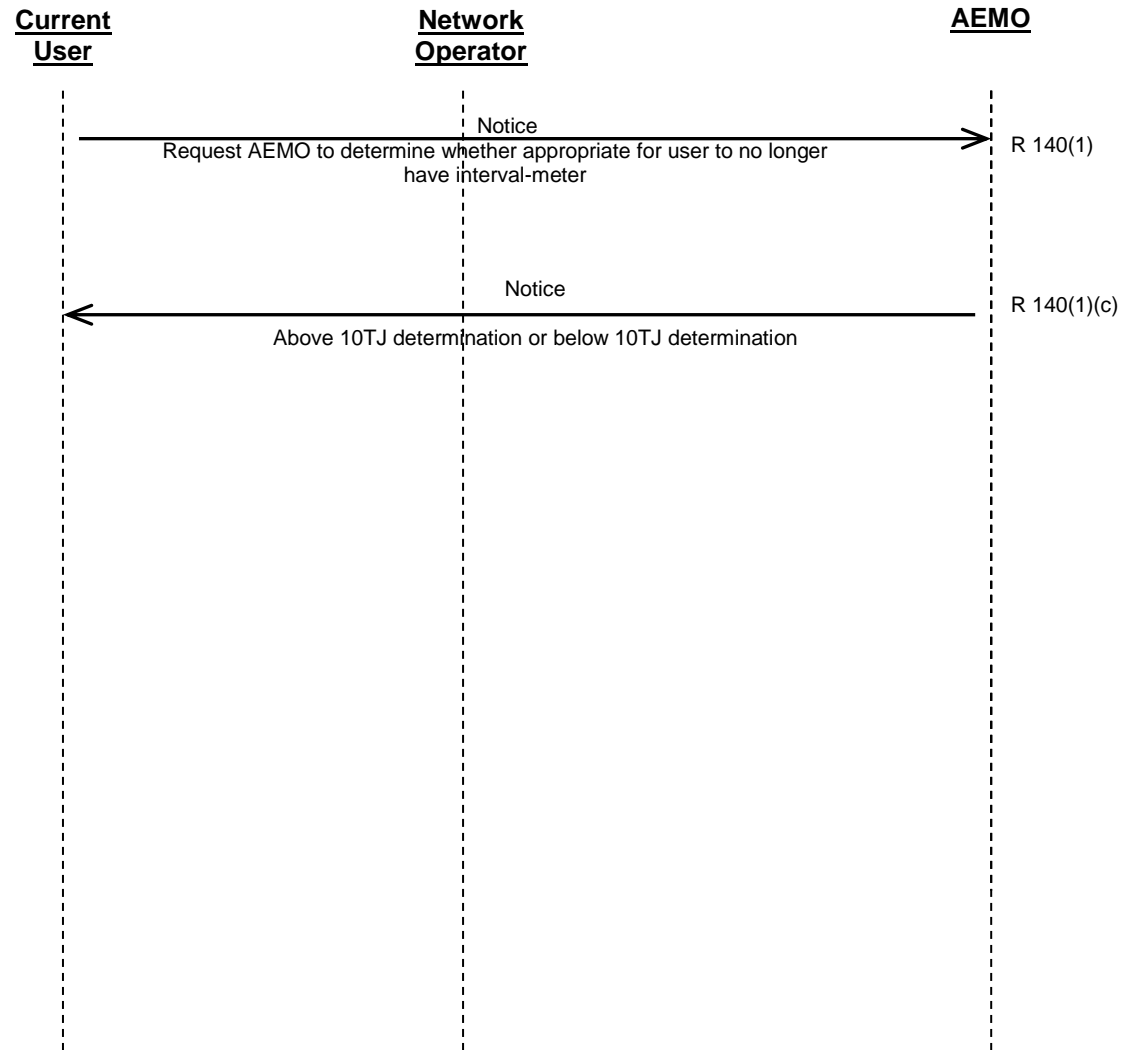 Current
User
Network
Operator
AEMO
Notice
Request AEMO to determine whether appropriate for user to no longer
have interval-meter
R 140(1)
Notice
R 140(1)(c)
Above 10TJ determination or below 10TJ determination